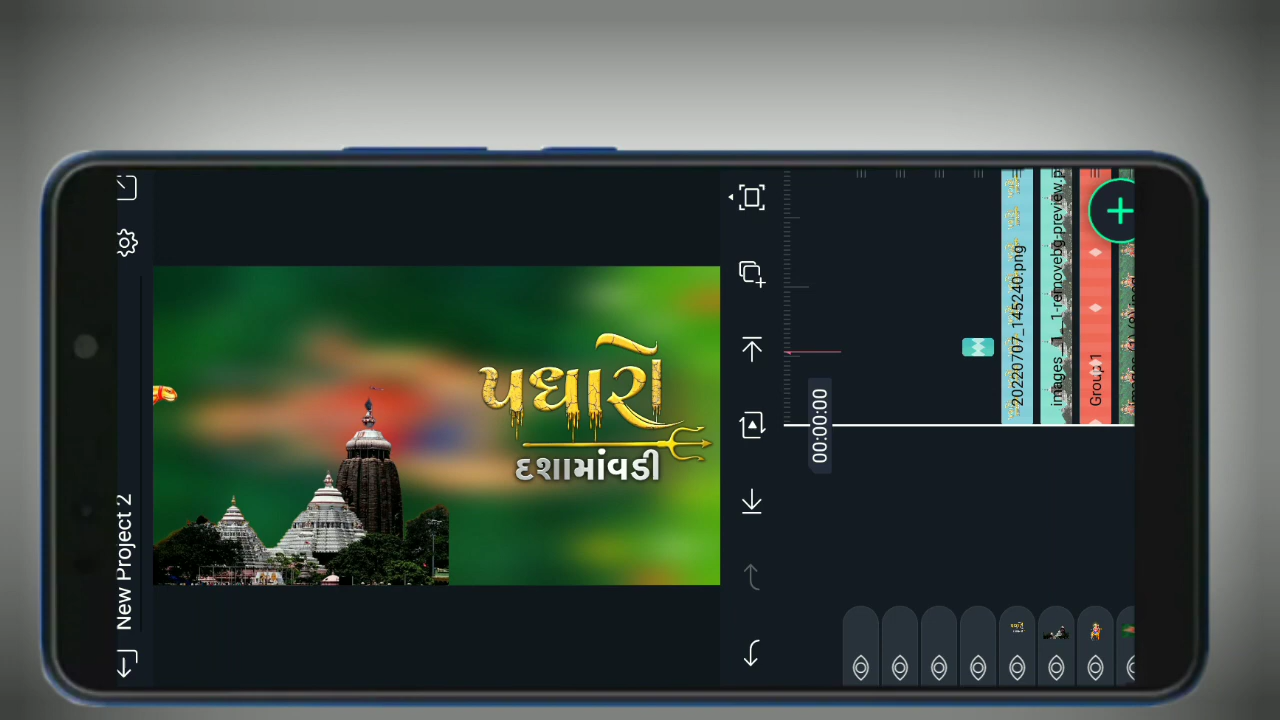 New Project 2
પધારો
દશામાંવડી
00:00:00
20220707_145240.png
images_1_1-removebg-preview.p
Group 1